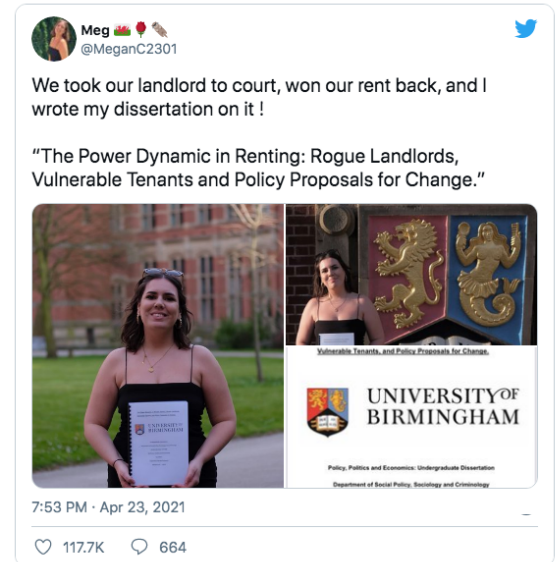 Meg
@MeganC2301
We took our landlord to court, won our rent back, and I
wrote my dissertation on it !
“The Power Dynamic in Renting: Rogue Landlords,
Vulnerable Tenants and Policy Proposals for Change.”
UNIVERSITYOF
BIRMINGHAM
Vulnerable Tenants, and Policy Proposals for Change.
UNIVERSITYOF
BIRMINGHAM
Policy, Politics and Economics: Undergraduate Dissertation
Department of Social Policy, Sociology and Criminology
7:53 PM · Apr 23, 2021
117.7K 664